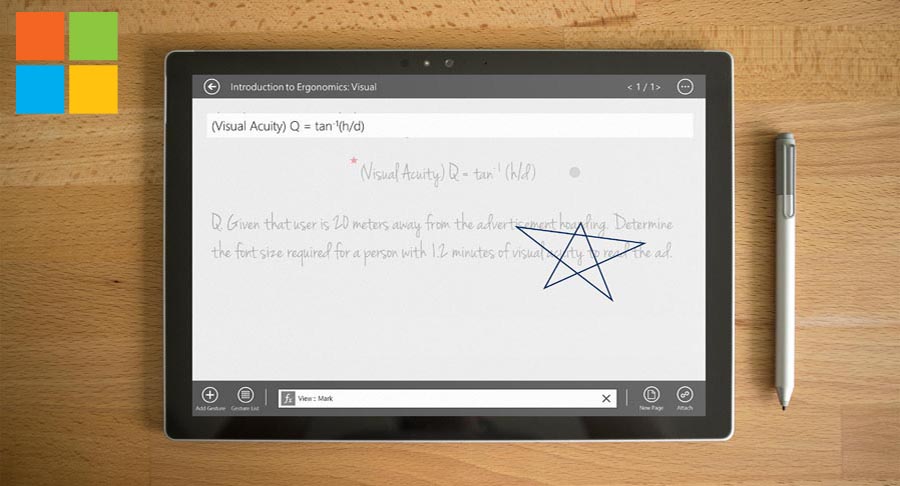 Introduction to Ergonomics: Visual
< 1 / 1>
(Visual Acuity) Q = tan⁻¹(h/d)
(Visual Acuity) Q = tan⁻¹ (h/d)
Q. Given that user is 20 meters away from the advertisement hoarding. Determine
the font size required for a person with 1.2 minutes of visual acuity to read the ad.
Add Gesture
Gesture List
fx
View :: Mark
New Page
Attach